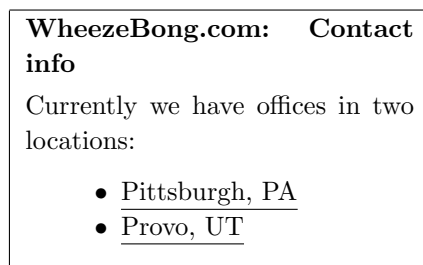 WheezeBong.com: Contact
info
Currently we have offices in two
locations:
• Pittsburgh, PA
• Provo, UT